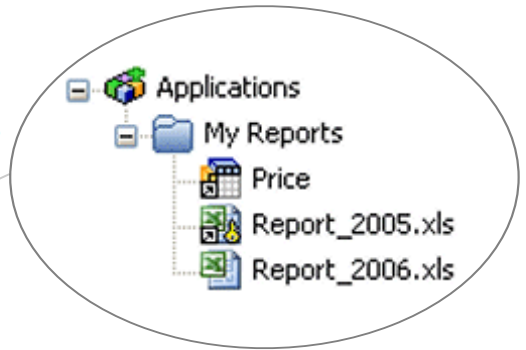 Applications
My Reports
Price
Report_2005.xls
Report_2006.xls